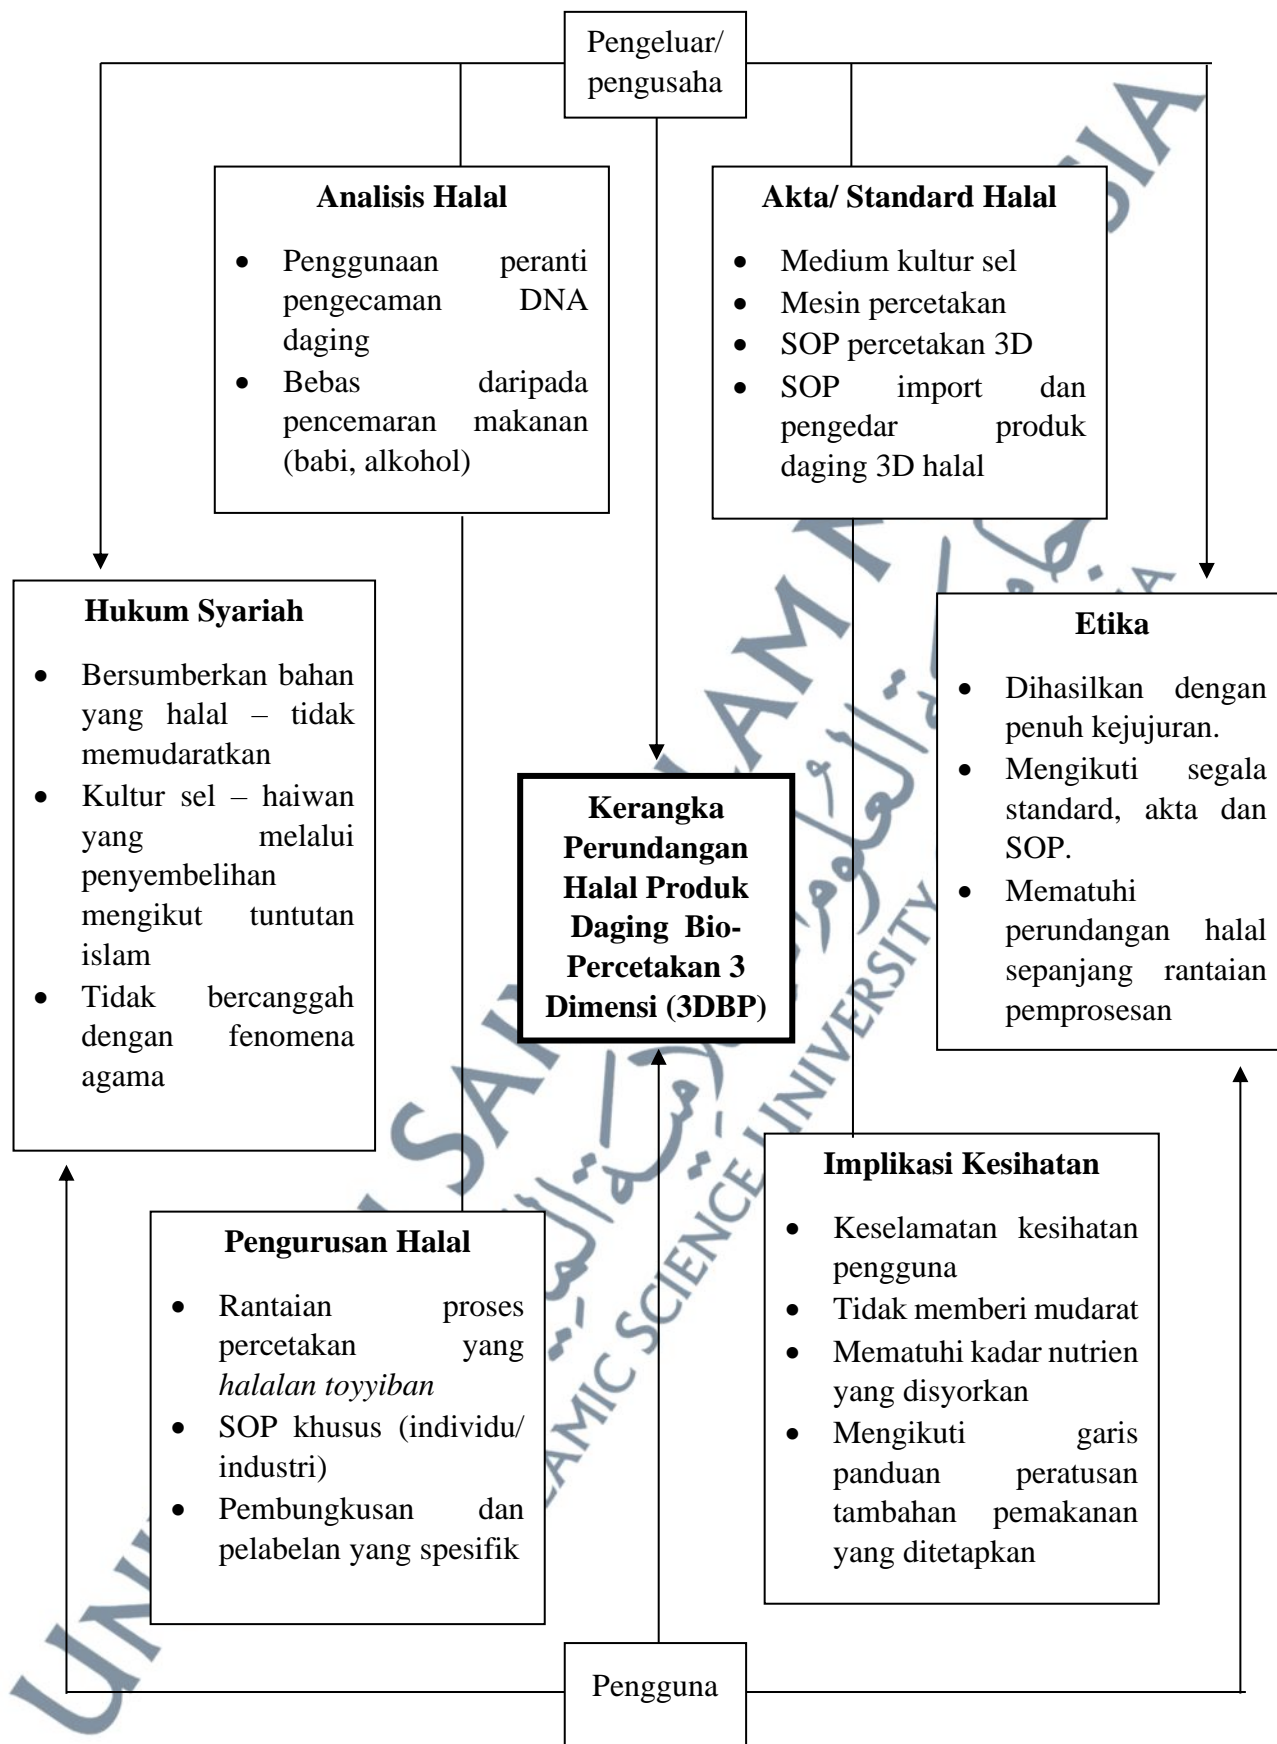 Pengeluar/
pengusaha
Analisis Halal
• Penggunaan peranti
pengecaman DNA
daging
• Bebas daripada
pencemaran makanan
(babi, alkohol)
Akta/ Standard Halal
• Medium kultur sel
• Mesin percetakan
• SOP percetakan 3D
• SOP import dan
pengedar produk
daging 3D halal
Hukum Syariah
• Bersumberkan bahan
yang halal – tidak
memudaratkan
• Kultur sel – haiwan
yang melalui
penyembelihan
mengikut tuntutan
islam
• Tidak bercanggah
dengan fenomena
agama
Kerangka
Perundangan
Halal Produk
Daging Bio-
Percetakan 3
Dimensi (3DBP)
Etika
• Dihasilkan dengan
penuh kejujuran.
• Mengikuti segala
standard, akta dan
SOP.
• Mematuhi
perundangan halal
sepanjang rantaian
pemprosesan
Pengurusan Halal
• Rantaian proses
percetakan yang
halalan toyyiban
• SOP khusus (individu/
industri)
• Pembungkusan dan
pelabelan yang spesifik
Implikasi Kesihatan
• Keselamatan kesihatan
pengguna
• Tidak memberi mudarat
• Mematuhi kadar nutrien
yang disyorkan
• Mengikuti garis
panduan peratusan
tambahan pemakanan
yang ditetapkan
Pengguna
SCIENCE UNIVERSITY